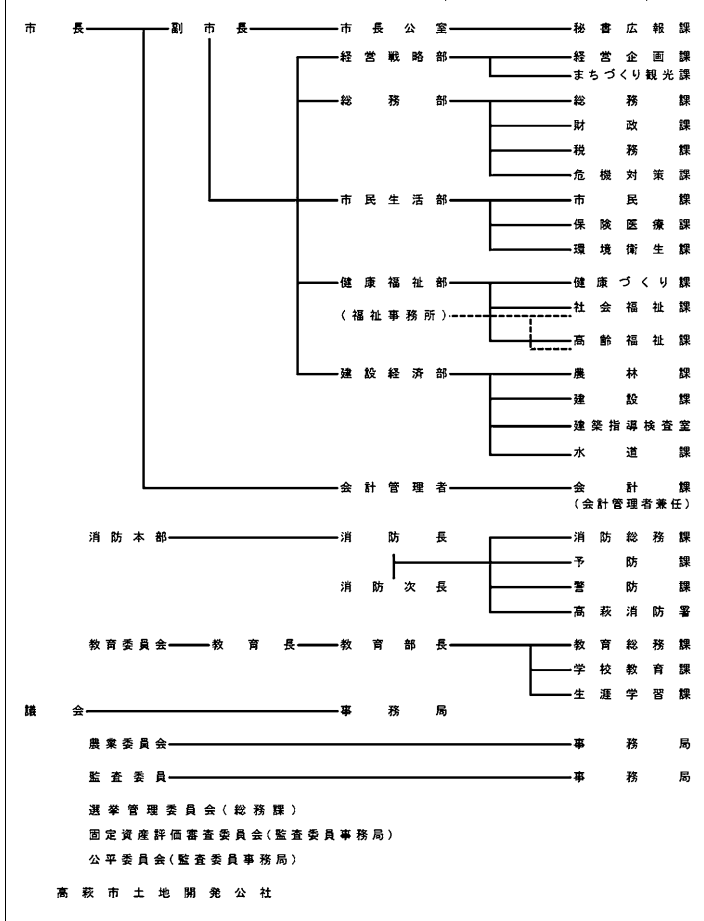 市長 副市長 市長公室 秘書広報課
経営戦略部 経営企画課
まちづくり観光課
総務部 総務課
財政課
税務課
危機対策課
市民生活部 市民課
保険医療課
環境衛生課
健康福祉部 健康づくり課
社会福祉課
(福祉事務所)
高齢福祉課
建設経済部 農林課
建設課
建築指導検査室
水道課
会計管理者 会計課
(会計管理者兼任)
消防本部 消防長 消防総務課
予防課
消防次長 警防課
高萩消防署
教育委員会 教育長 教育部長 教育総務課
学校教育課
生涯学習課
議会 事務局
農業委員会 事務局
監査委員 事務局
選挙管理委員会(総務課)
固定資産評価審査委員会(監査委員事務局)
公平委員会(監査委員事務局)
高萩市土地開発公社